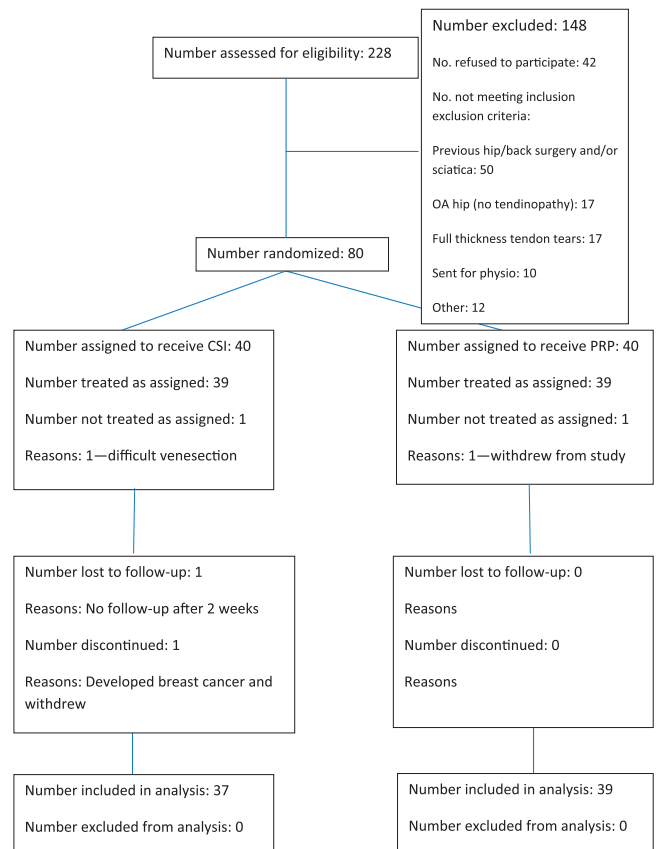 Number assessed for eligibility: 228
Number excluded: 148
No. refused to participate: 42
No. not meeting inclusion
exclusion criteria:
Previous hip/back surgery and/or
sciatica: 50
OA hip (no tendinopathy): 17
Full thickness tendon tears: 17
Sent for physio: 10
Other: 12
Number randomized: 80
Number assigned to receive CSI: 40
Number treated as assigned: 39
Number not treated as assigned: 1
Reasons: 1—difficult venesection
Number assigned to receive PRP: 40
Number treated as assigned: 39
Number not treated as assigned: 1
Reasons: 1—withdrew from study
Number lost to follow-up: 1
Reasons: No follow-up after 2 weeks
Number discontinued: 1
Reasons: Developed breast cancer and
withdrew
Number lost to follow-up: 0
Reasons
Number discontinued: 0
Reasons
Number included in analysis: 37
Number excluded from analysis: 0
Number included in analysis: 39
Number excluded from analysis: 0